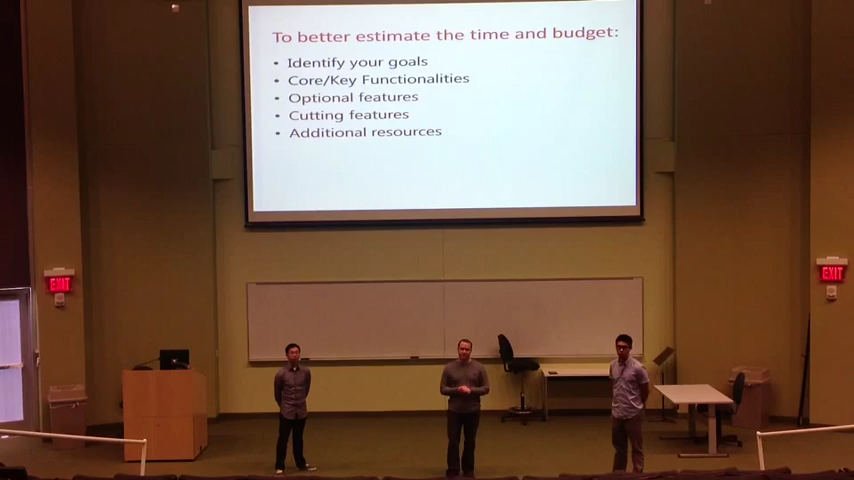 To better estimate the time and budget:
• Identify your goals
• Core/Key Functionalities
• Optional features
• Cutting features
• Additional resources
EXIT
EXIT